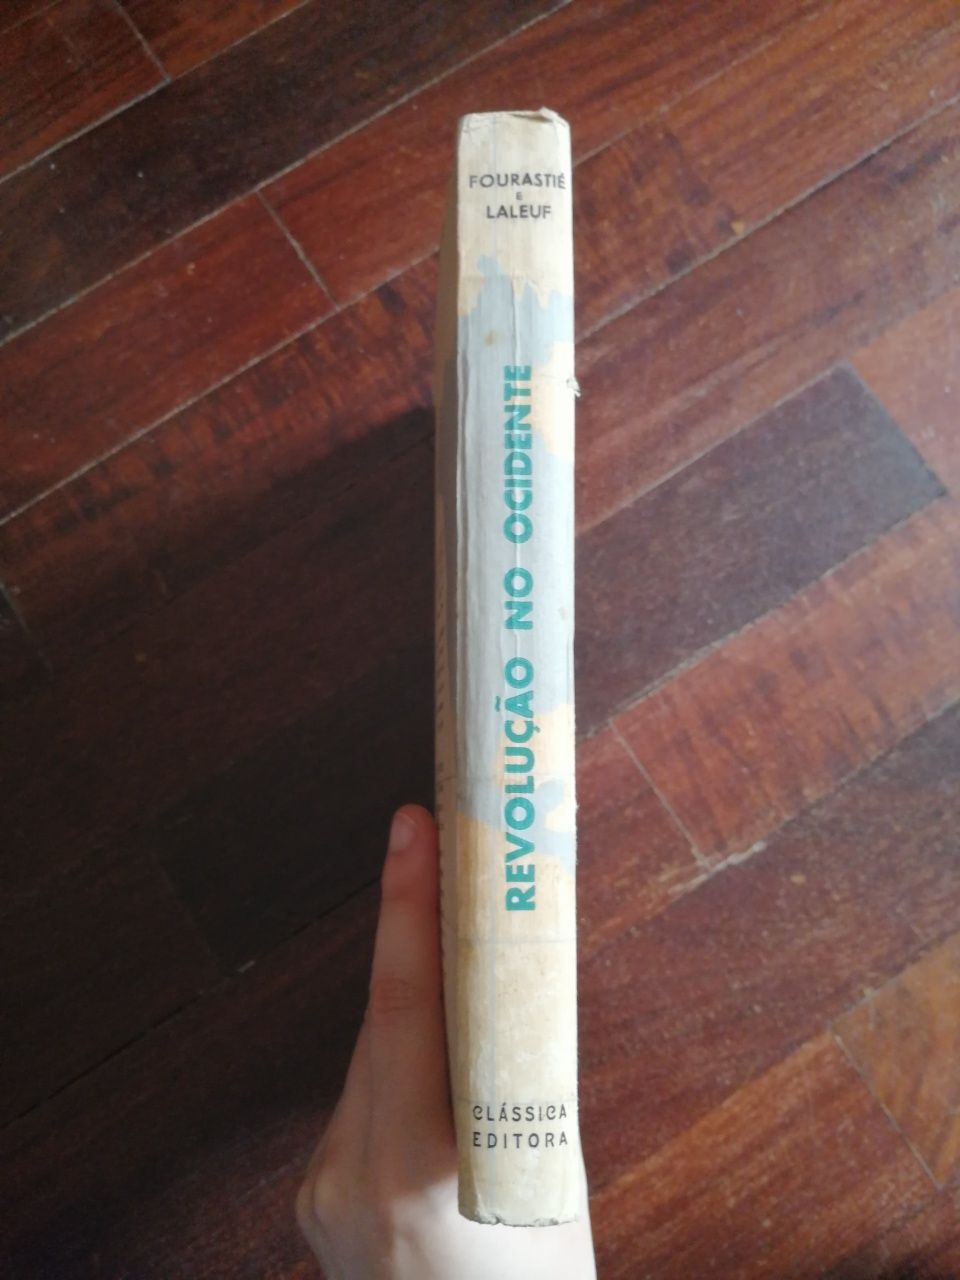 FOURASTIÉ
E
LALEUF
REVOLUÇÃO NO OCIDENTE
CLÁSSICA
EDITORA